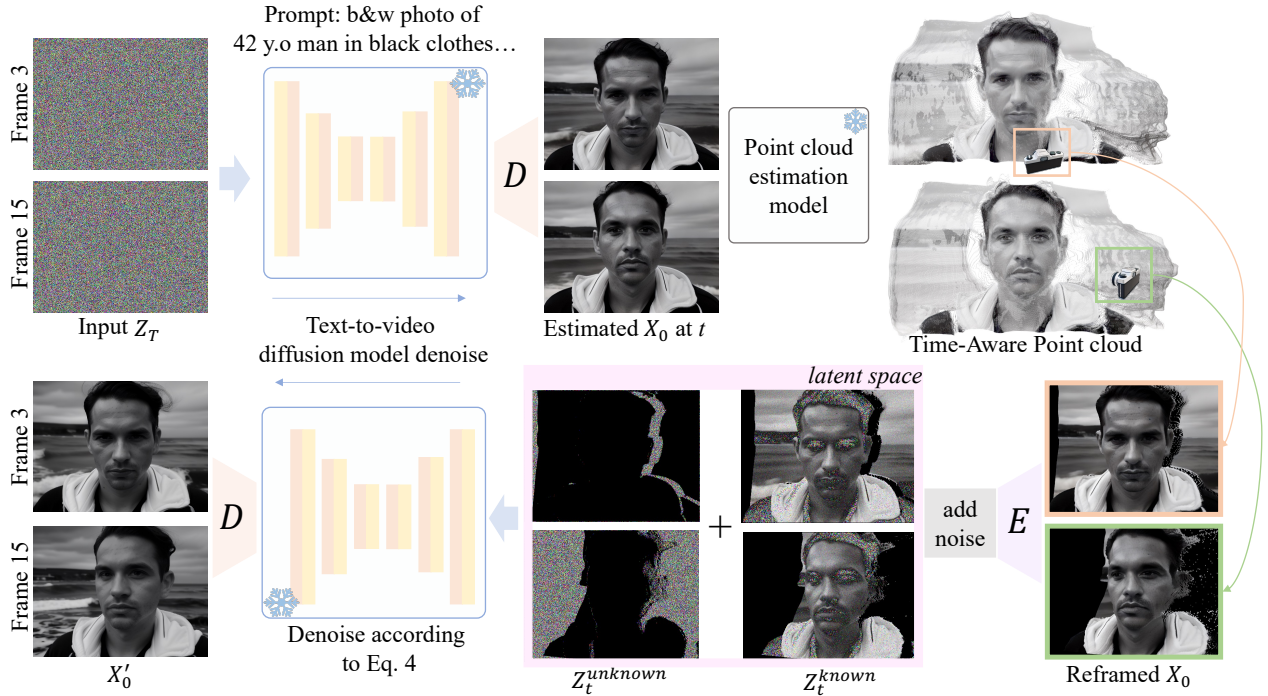 Prompt: b&w photo of
42 y.o man in black clothes…
Frame 3
Frame 15
Input Z_T
D
Estimated X_0 at t
Point cloud
estimation
model
Time-Aware Point cloud
Text-to-video
diffusion model denoise
Frame 3
Frame 15
X_0′
D
Denoise according
to Eq. 4
latent space
+
Z_t^{unknown}
Z_t^{known}
add
noise
E
Reframed X_0